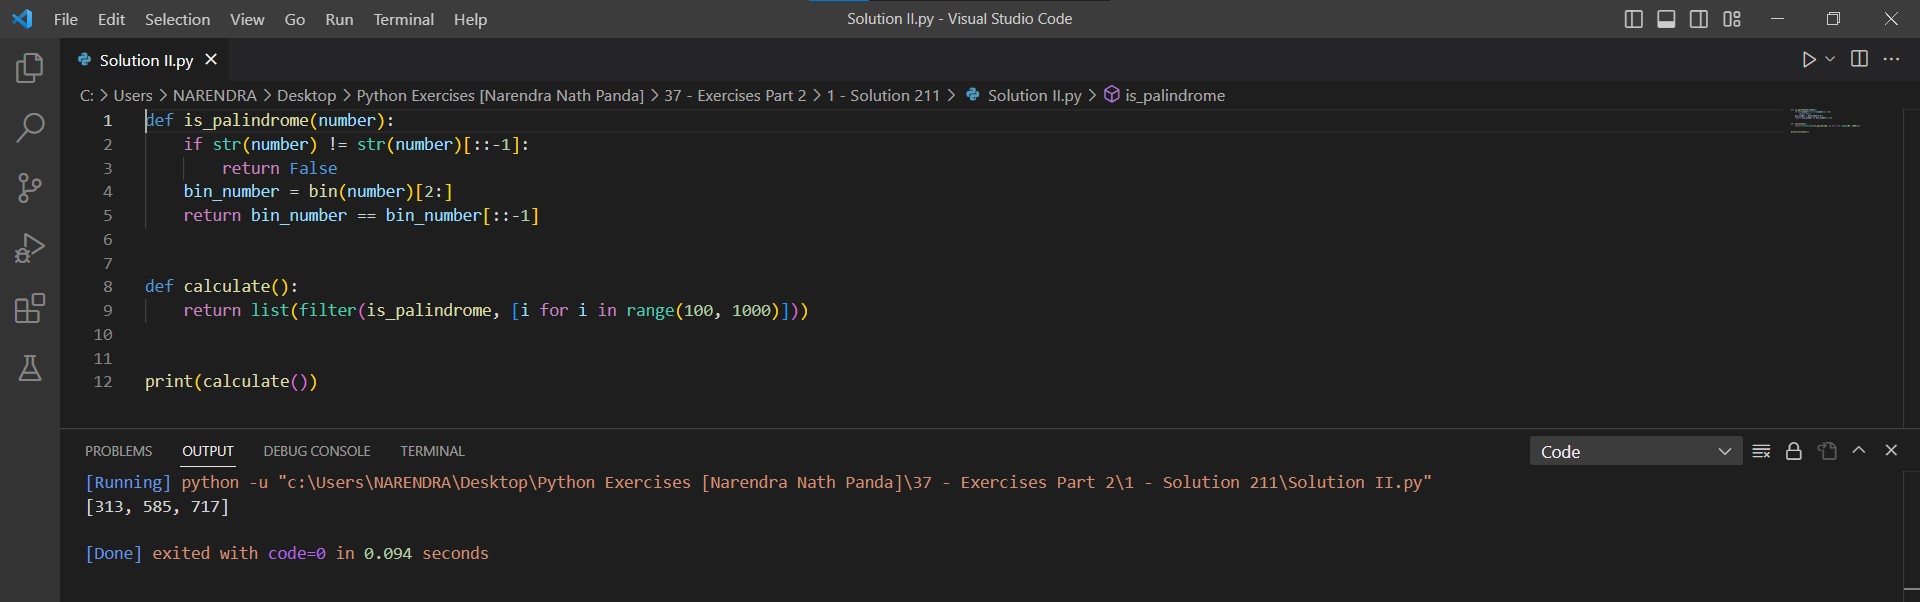 File Edit Selection View Go Run Terminal Help Solution II.py - Visual Studio Code
Solution II.py
C: > Users > NARENDRA > Desktop > Python Exercises [Narendra Nath Panda] > 37 - Exercises Part 2 > 1 - Solution 211 > Solution II.py > is_palindrome
1 def is_palindrome(number):
2     if str(number) != str(number)[::-1]:
3         return False
4     bin_number = bin(number)[2:]
5     return bin_number == bin_number[::-1]
6
7
8 def calculate():
9     return list(filter(is_palindrome, [i for i in range(100, 1000)]))
10
11
12 print(calculate())
PROBLEMS OUTPUT DEBUG CONSOLE TERMINAL Code
[Running] python -u "c:\Users\NARENDRA\Desktop\Python Exercises [Narendra Nath Panda]\37 - Exercises Part 2\1 - Solution 211\Solution II.py"
[313, 585, 717]
[Done] exited with code=0 in 0.094 seconds